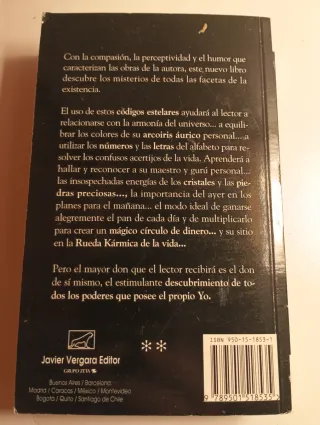 Con la compasión, la perceptividad y el humor que
caracterizan las obras de la autora, este nuevo libro
descubre los misterios de todas las facetas de la
existencia.
El uso de estos códigos estelares ayudará al lector a
relacionarse con la armonía del universo... a equili-
brar los colores de su arcoiris áurico personal....a
utilizar los números y las letras del alfabeto para re-
solver los confusos acertijos de la vida. Aprenderá a
hallar y reconocer a su maestro y gurú personal...
las insospechadas energías de los cristales y las pie-
dras preciosas..., la importancia del ayer en los
planes para el mañana... el modo ideal de ganarse
alegremente el pan de cada día y de multiplicarlo
para crear un mágico círculo de dinero... y su sitio
en la Rueda Kármica de la vida...
Pero el mayor don que el lector recibirá es el don
de sí mismo, el estimulante descubrimiento de to-
dos los poderes que posee el propio Yo.
Javier Vergara Editor
GRUPO ZETA
Buenos Aires / Barcelona
Madrid / Caracas / México / Montevideo
Bogotá / Quito / Santiago de Chile
**
ISBN 950-15-1853-1
9 789501 518535